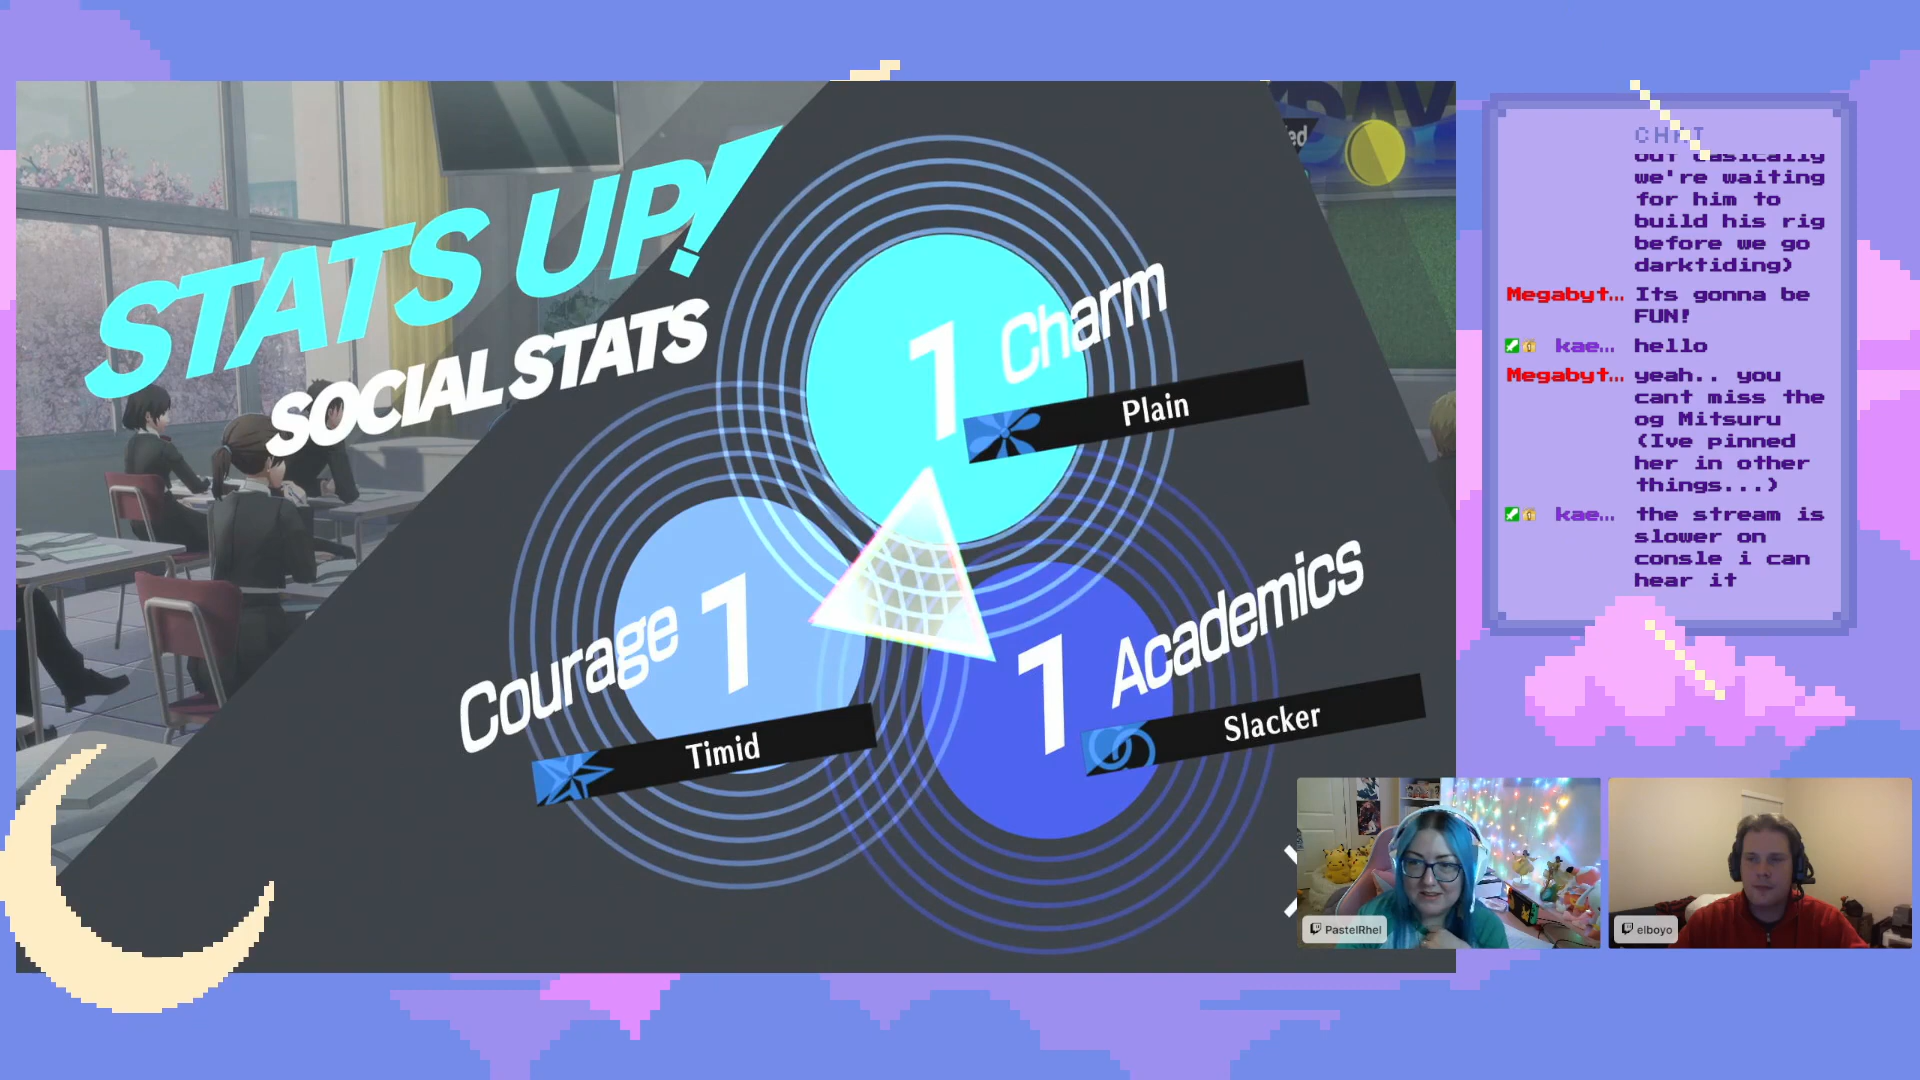 STATS UP!
SOCIAL STATS
1 Charm
Plain
Courage 1
Timid
1 Academics
Slacker
CHAT
we're waiting
for him to
build his rig
before we go
darktiding)
Megabyt... Its gonna be
FUN!
kae... hello
Megabyt... yeah.. you
cant miss the
og Mitsuru
(Ive pinned
her in other
things...)
kae... the stream is
slower on
consle i can
hear it
PastelRhel
elboyo